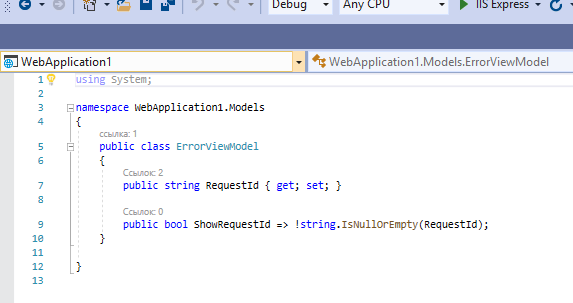 Debug Any CPU IIS Express
WebApplication1 WebApplication1.Models.ErrorViewModel
1 using System;
2
3 namespace WebApplication1.Models
4 {
ссылка: 1
5 public class ErrorViewModel
6 {
Ссылок: 2
7 public string RequestId { get; set; }
8
Ссылок: 0
9 public bool ShowRequestId => !string.IsNullOrEmpty(RequestId);
10 }
11
12 }
13